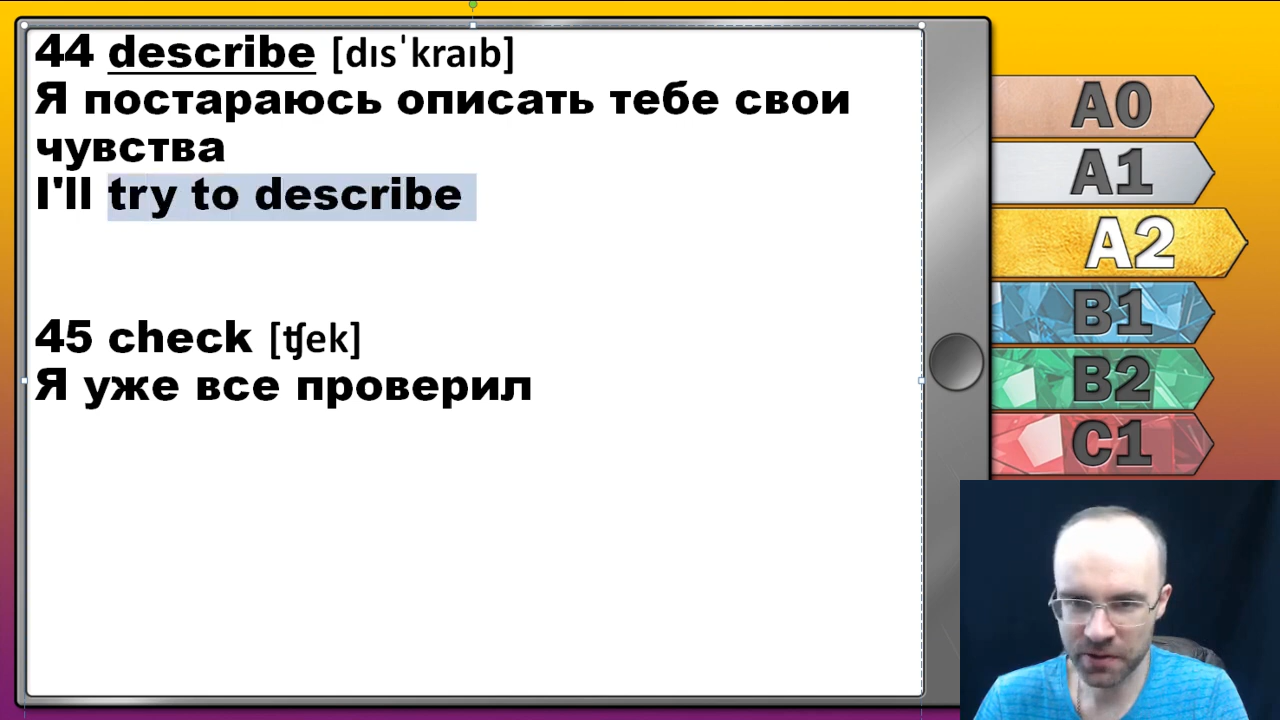 44 describe [dɪsˈkraɪb]
Я постараюсь описать тебе свои
чувства
I'll try to describe
45 check [ʧek]
Я уже все проверил
A0
A1
A2
B1
B2
C1